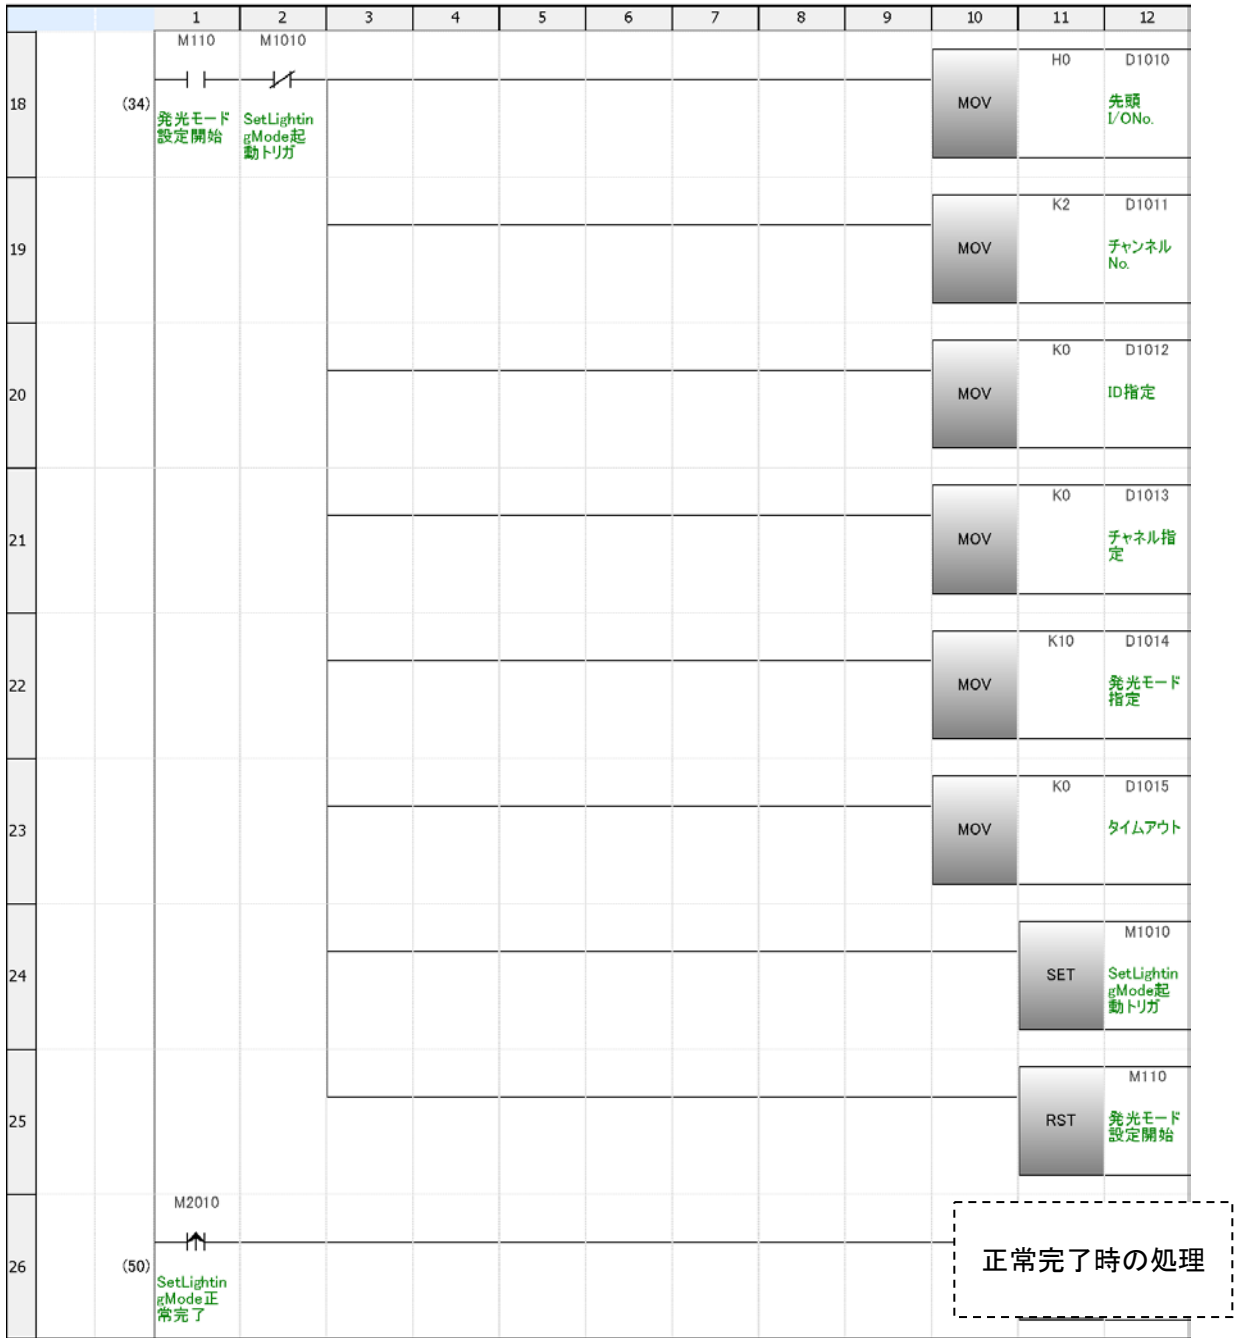 1 2 3 4 5 6 7 8 9 10 11 12
M110 M1010 H0 D1010
18 (34) MOV
発光モード
設定開始
SetLightin
gMode起
動トリガ
先頭
I/ONo.
K2 D1011
19 MOV
チャンネル
No.
K0 D1012
20 MOV
ID指定
K0 D1013
21 MOV
チャネル指
定
K10 D1014
22 MOV
発光モード
指定
K0 D1015
23 MOV
タイムアウト
M1010
24 SET
SetLightin
gMode起
動トリガ
M110
25 RST
発光モード
設定開始
M2010
26 (50)
SetLightin
gMode正
常完了
正常完了時の処理